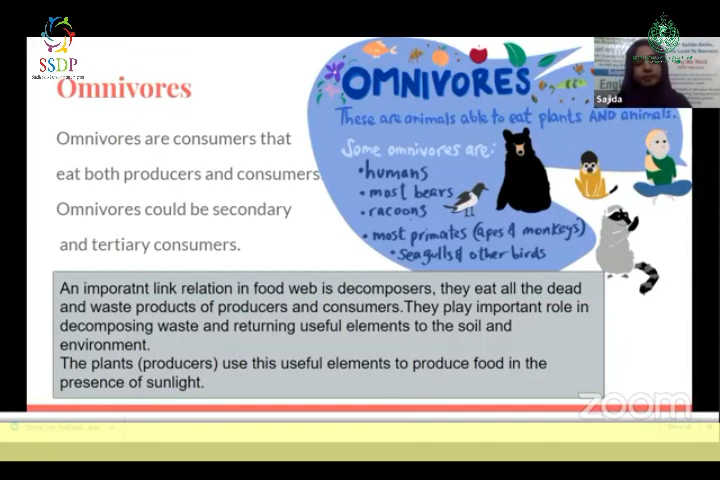 SSDP
Omnivores
Omnivores are consumers that
eat both producers and consumers
Omnivores could be secondary
and tertiary consumers.
OMNIVORES
These are animals able to eat plants AND animals.
Some omnivores are:
•humans
•most bears
•racoons
•most primates (apes & monkeys)
•seagulls & other birds
Sajda
An imporatnt link relation in food web is decomposers, they eat all the dead
and waste products of producers and consumers.They play important role in
decomposing waste and returning useful elements to the soil and
environment.
The plants (producers) use this useful elements to produce food in the
presence of sunlight.
zoom